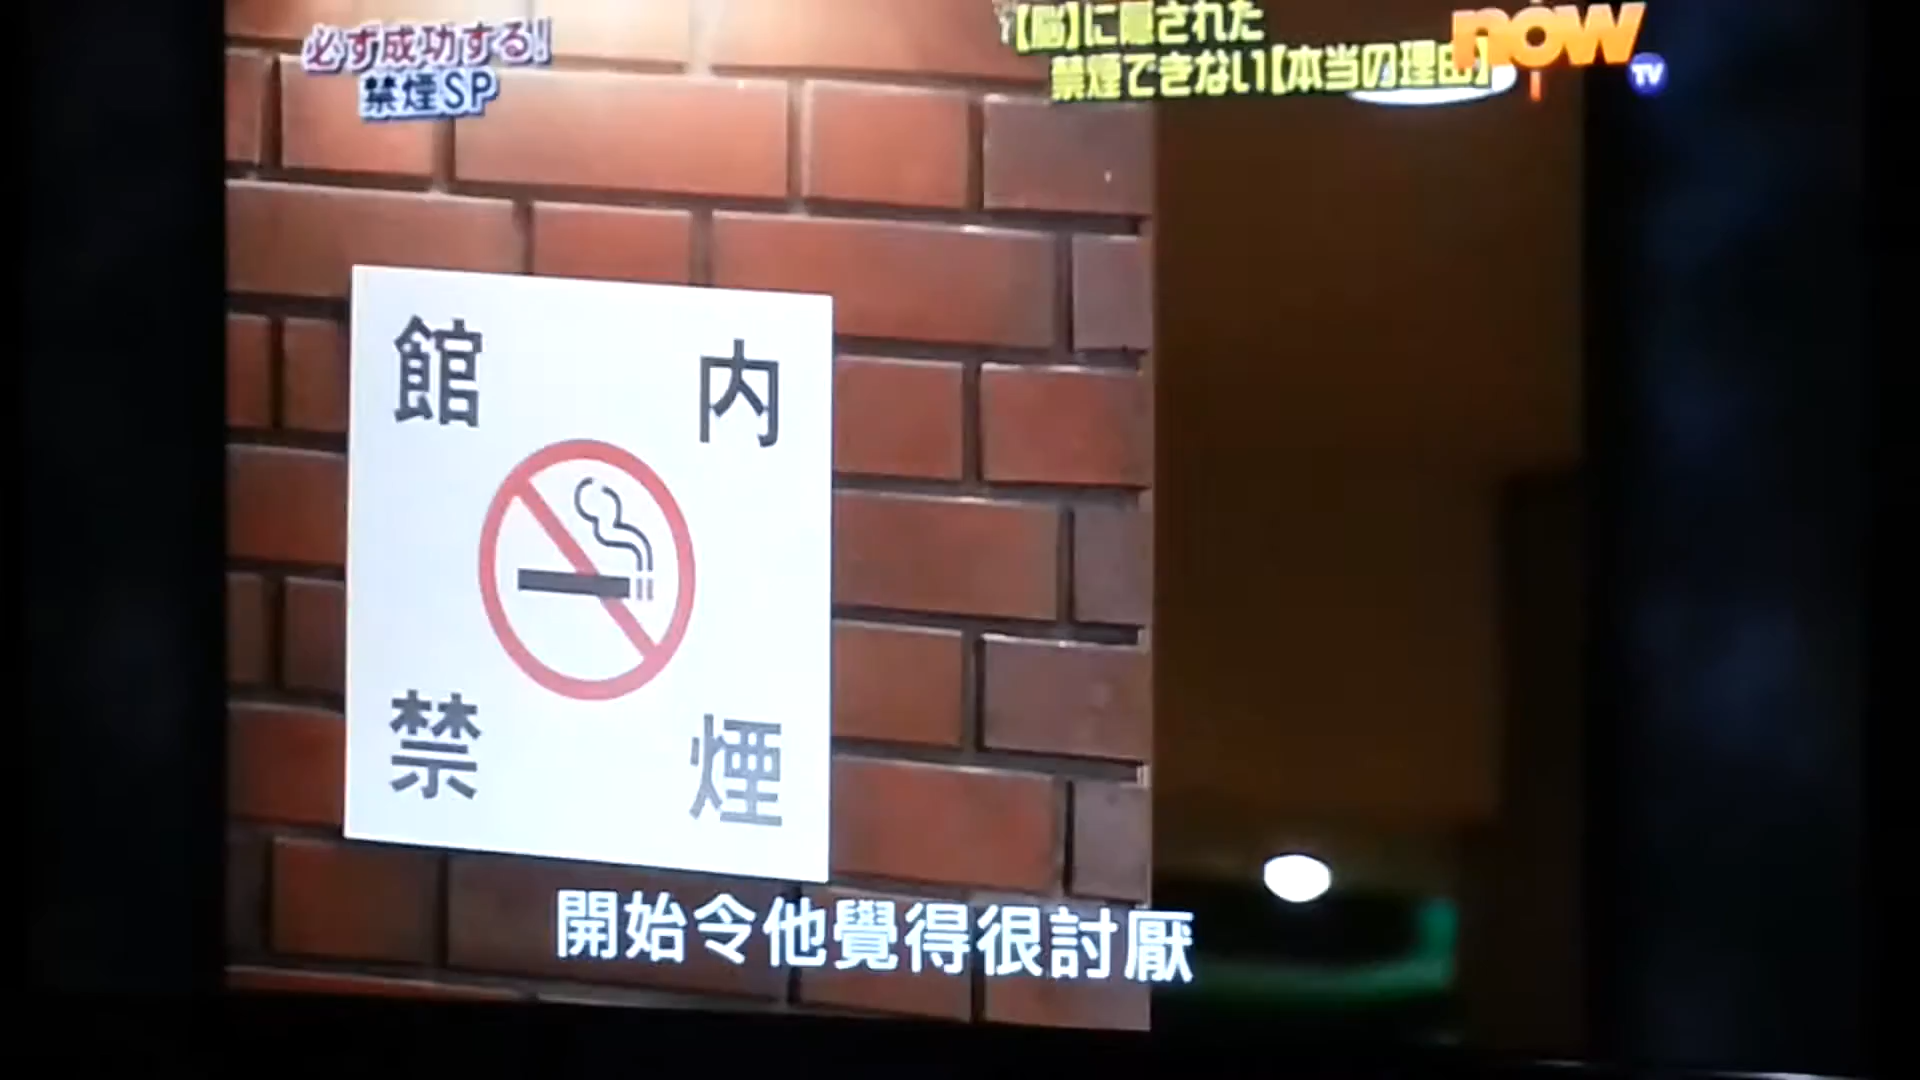 必ず成功する!
禁煙SP
【脳】に隠された
禁煙できない【本当の理由】
now
TV
館 内
禁 煙
開始令他覺得很討厭